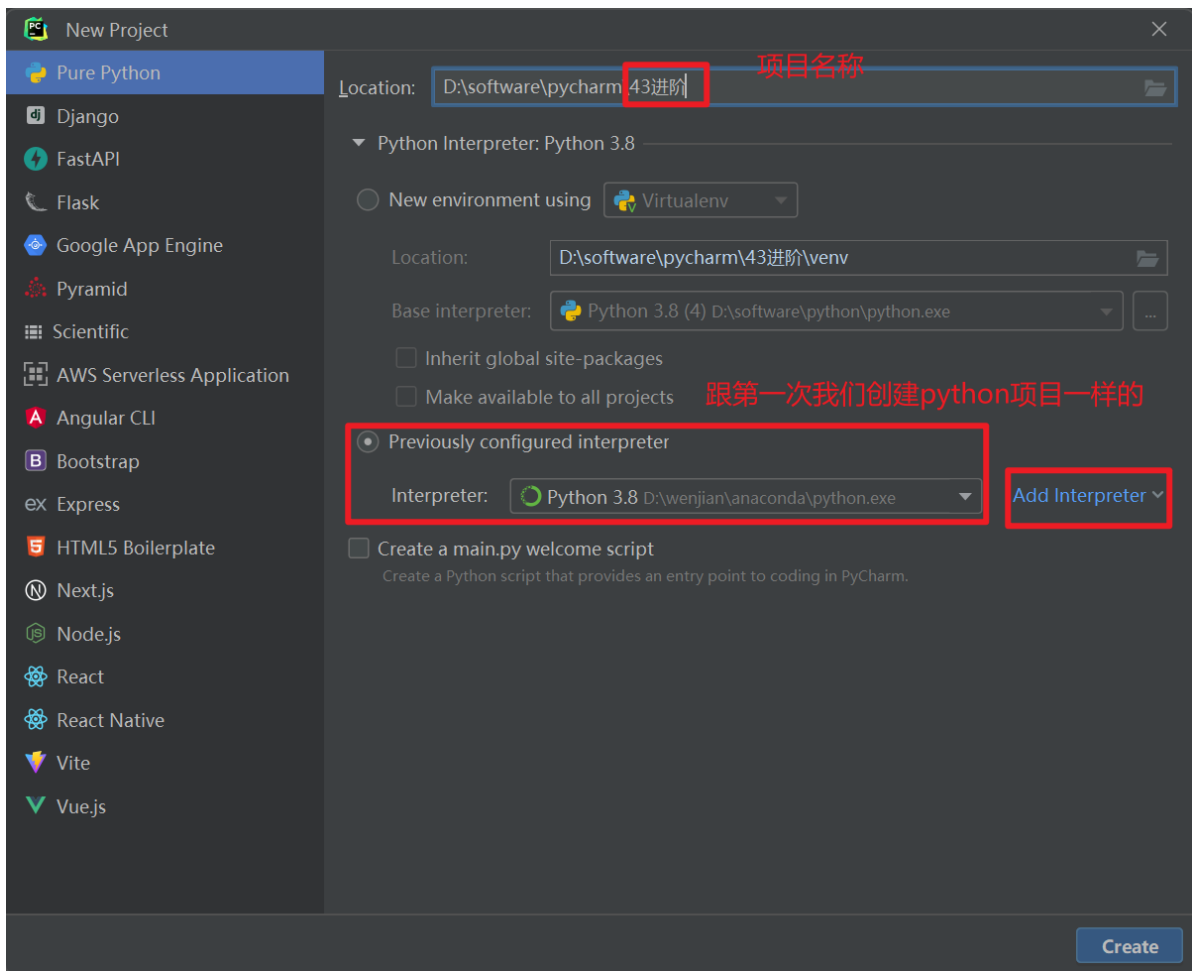 New Project
Pure Python
Django
FastAPI
Flask
Google App Engine
Pyramid
Scientific
AWS Serverless Application
Angular CLI
Bootstrap
ex Express
HTML5 Boilerplate
Next.js
Node.js
React
React Native
Vite
Vue.js
项目名称
Location: D:\software\pycharm\43进阶
Python Interpreter: Python 3.8
New environment using Virtualenv
Location: D:\software\pycharm\43进阶\venv
Base interpreter: Python 3.8 (4) D:\software\python\python.exe ...
Inherit global site-packages
Make available to all projects
跟第一次我们创建python项目一样的
Previously configured interpreter
Interpreter: Python 3.8 D:\wenjian\anaconda\python.exe Add Interpreter
Create a main.py welcome script
Create a Python script that provides an entry point to coding in PyCharm.
Create